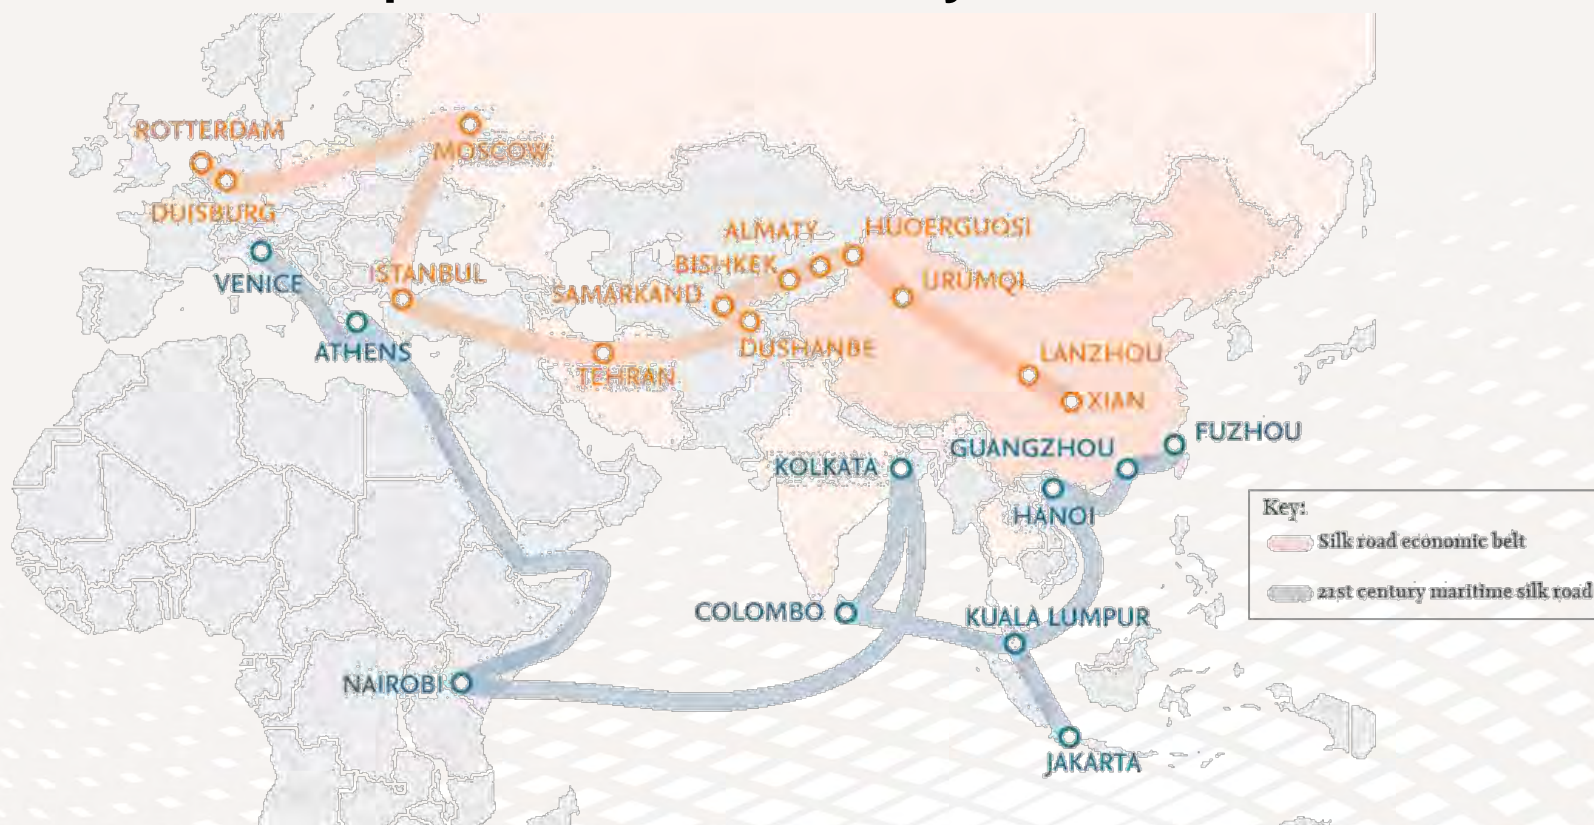 ROTTERDAM
MOSCOW
DUISBURG
ALMATY
HUOERGUOSI
BISHKEK
VENICE
ISTANBUL
URUMQI
SAMARKAND
ATHENS
DUSHANBE
LANZHOU
TEHRAN
XIAN
FUZHOU
GUANGZHOU
KOLKATA
HANOI
Key:
Silk road economic belt
21st century maritime silk road
COLOMBO
KUALA LUMPUR
NAIROBI
JAKARTA